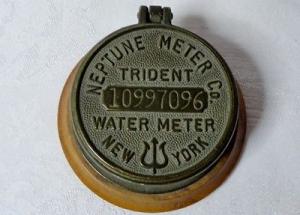 NEPTUNE METER CO.
TRIDENT
10997096
WATER METER
NEW YORK